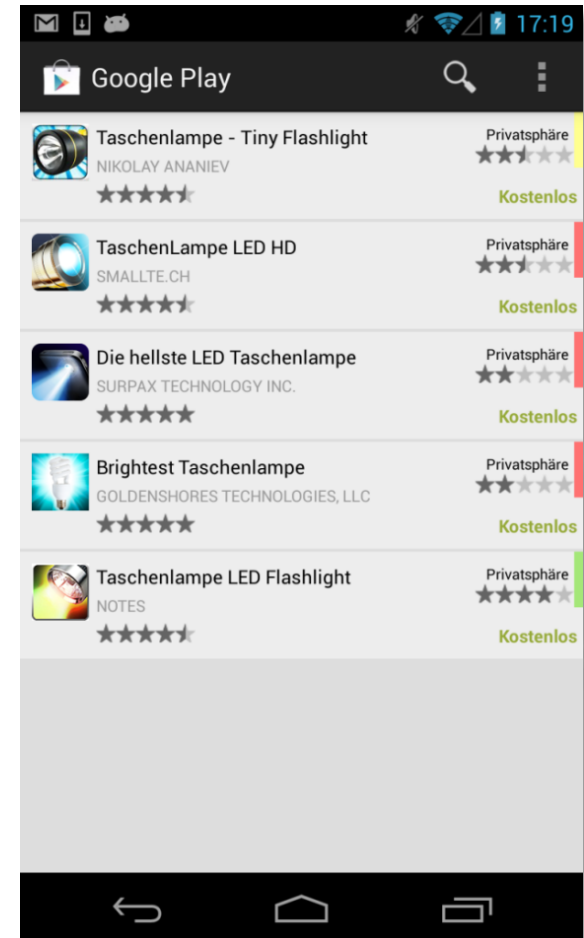 17:19
Google Play
Taschenlampe - Tiny Flashlight
Privatsphäre
NIKOLAY ANANIEV
Kostenlos
TaschenLampe LED HD
Privatsphäre
SMALLTE.CH
Kostenlos
Die hellste LED Taschenlampe
Privatsphäre
SURPAX TECHNOLOGY INC.
Kostenlos
Brightest Taschenlampe
Privatsphäre
GOLDENSHORES TECHNOLOGIES, LLC
Kostenlos
Taschenlampe LED Flashlight
Privatsphäre
NOTES
Kostenlos